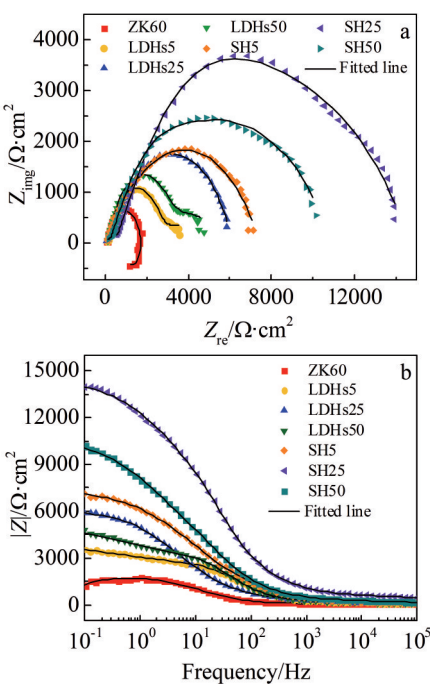 a
ZK60 LDHs50 SH25
LDHs5 SH5 SH50
LDHs25 Fitted line
4000
3000
2000
1000
0
Z_img/Ω·cm²
0 4000 8000 12000
Z_re/Ω·cm²
b
ZK60
LDHs5
LDHs25
LDHs50
SH5
SH25
SH50
Fitted line
15000
12000
9000
6000
3000
0
|Z|/Ω·cm²
10⁻¹ 10⁰ 10¹ 10² 10³ 10⁴ 10⁵
Frequency/Hz